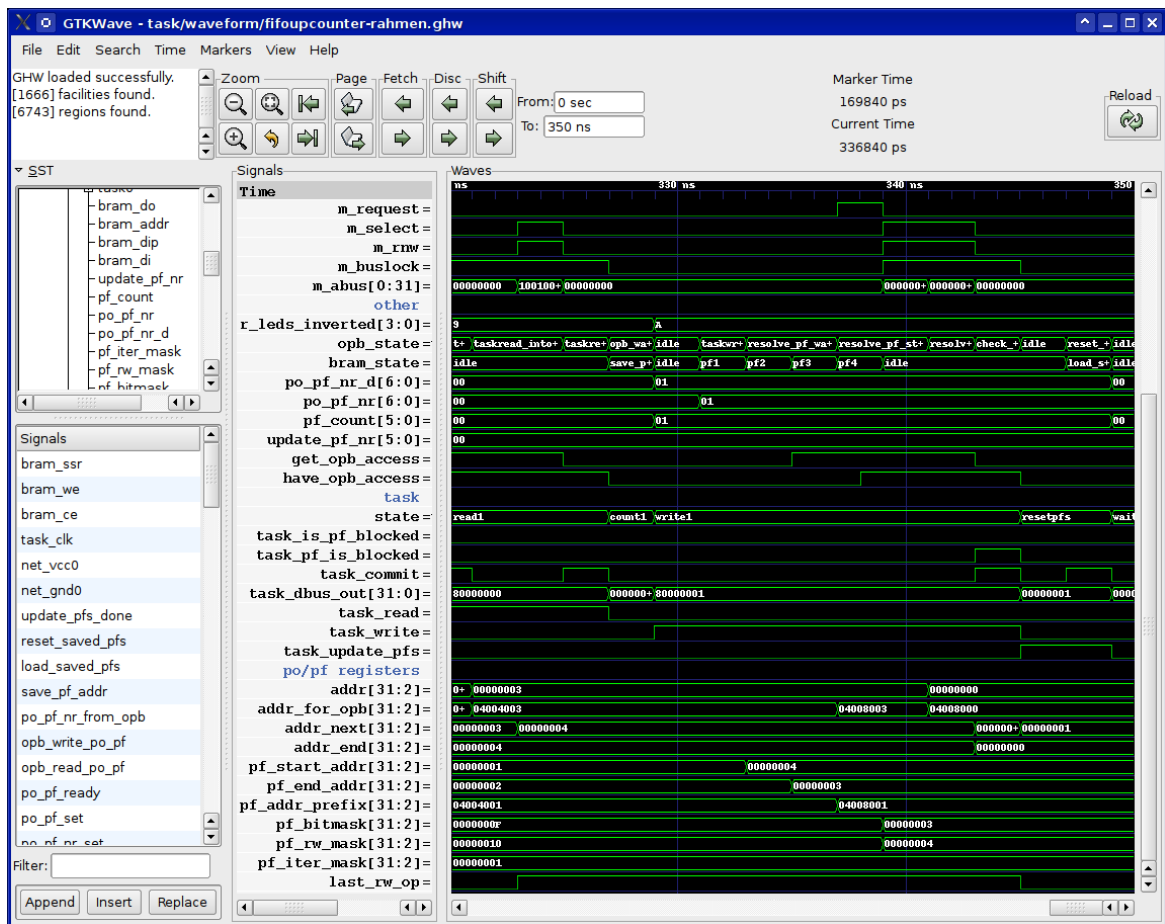 GTKWave - task/waveform/fifoupcounter-rahmen.ghw
File Edit Search Time Markers View Help
GHW loaded successfully.
[1666] facilities found.
[6743] regions found.
Zoom
Page
Fetch
Disc
Shift
From: 0 sec
To: 350 ns
Marker Time
169840 ps
Current Time
336840 ps
Reload
SST
bram_do
bram_addr
bram_dip
bram_di
update_pf_nr
pf_count
po_pf_nr
po_pf_nr_d
pf_iter_mask
pf_rw_mask
pf_bitmask
Signals
bram_ssr
bram_we
bram_ce
task_clk
net_vcc0
net_gnd0
update_pfs_done
reset_saved_pfs
load_saved_pfs
save_pf_addr
po_pf_nr_from_opb
opb_write_po_pf
opb_read_po_pf
po_pf_ready
po_pf_set
po_pf_nr_set
Filter:
Append Insert Replace
Signals
Time
m_request =
m_select =
m_rnw =
m_buslock =
m_abus[0:31] =
other
r_leds_inverted[3:0] =
opb_state =
bram_state =
po_pf_nr_d[6:0] =
po_pf_nr[6:0] =
pf_count[5:0] =
update_pf_nr[5:0] =
get_opb_access =
have_opb_access =
task
state =
task_is_pf_blocked =
task_pf_is_blocked =
task_commit =
task_dbus_out[31:0] =
task_read =
task_write =
task_update_pfs =
po/pf registers
addr[31:2] =
addr_for_opb[31:2] =
addr_next[31:2] =
addr_end[31:2] =
pf_start_addr[31:2] =
pf_end_addr[31:2] =
pf_addr_prefix[31:2] =
pf_bitmask[31:2] =
pf_rw_mask[31:2] =
pf_iter_mask[31:2] =
last_rw_op =
Waves
ns 330 ns 340 ns 350
00000000 100100+ 00000000 000000+ 000000+ 00000000
9 A
t+ taskread_into+ taskre+ opb_wa+ idle taskwr+ resolve_pf_wa+ resolve_pf_st+ resolv+ check_+ idle reset_+ idle
idle save_p+ idle pf1 pf2 pf3 pf4 idle load_s+ idle
00 01 00
00 01
00 01 00
00
read1 count1 write1 resetpfs wait
80000000 000000+ 80000001 00000001 0000
0+ 00000003 00000000
0+ 04004003 04008003 04008000
00000003 00000004 000000+ 00000001
00000004 00000000
00000001 00000004
00000002 00000003
04004001 04008001
0000000F 00000003
00000010 00000004
00000001